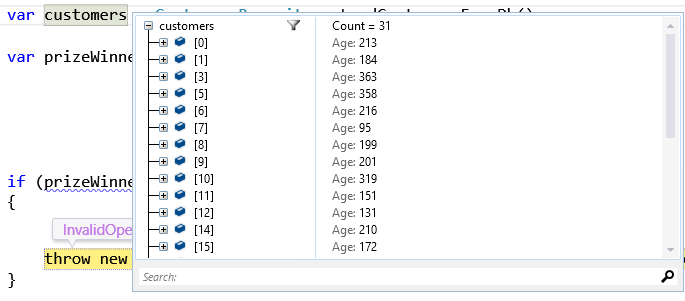 var customers
customers Count = 31
[0] Age: 213
[1] Age: 184
var prizeWinne
[3] Age: 363
[5] Age: 358
[6] Age: 216
[7] Age: 95
[8] Age: 199
[9] Age: 201
[10] Age: 319
if (prizeWinne
[11] Age: 151
{
[12] Age: 131
InvalidOpe
[14] Age: 210
[15] Age: 172
throw new
Search:
}